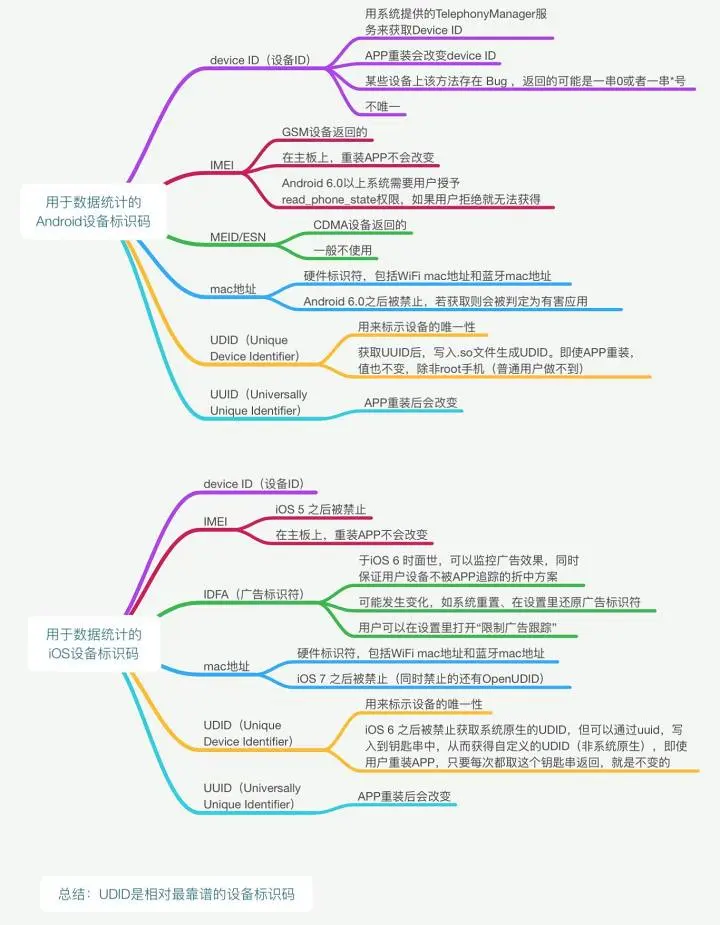 用于数据统计的
Android设备标识码
device ID（设备ID）
用系统提供的TelephonyManager服
务来获取Device ID
APP重装会改变device ID
某些设备上该方法存在 Bug ，返回的可能是一串0或者一串*号
不唯一
IMEI
GSM设备返回的
在主板上，重装APP不会改变
Android 6.0以上系统需要用户授予
read_phone_state权限，如果用户拒绝就无法获得
MEID/ESN
CDMA设备返回的
一般不使用
mac地址
硬件标识符，包括WiFi mac地址和蓝牙mac地址
Android 6.0之后被禁止，若获取则会被判定为有害应用
UDID（Unique
Device Identifier）
用来标示设备的唯一性
获取UUID后，写入.so文件生成UDID。即使APP重装，
值也不变，除非root手机（普通用户做不到）
UUID（Universally
Unique Identifier）
APP重装后会改变
用于数据统计的
iOS设备标识码
device ID（设备ID）
IMEI
iOS 5 之后被禁止
在主板上，重装APP不会改变
IDFA（广告标识符）
于iOS 6 时面世，可以监控广告效果，同时
保证用户设备不被APP追踪的折中方案
可能发生变化，如系统重置、在设置里还原广告标识符
用户可以在设置里打开“限制广告跟踪”
mac地址
硬件标识符，包括WiFi mac地址和蓝牙mac地址
iOS 7 之后被禁止（同时禁止的还有OpenUDID）
UDID（Unique
Device Identifier）
用来标示设备的唯一性
iOS 6 之后被禁止获取系统原生的UDID，但可以通过uuid，写
入到钥匙串中，从而获得自定义的UDID（非系统原生），即使
用户重装APP，只要每次都取这个钥匙串返回，就是不变的
UUID（Universally
Unique Identifier）
APP重装后会改变
总结：UDID是相对最靠谱的设备标识码